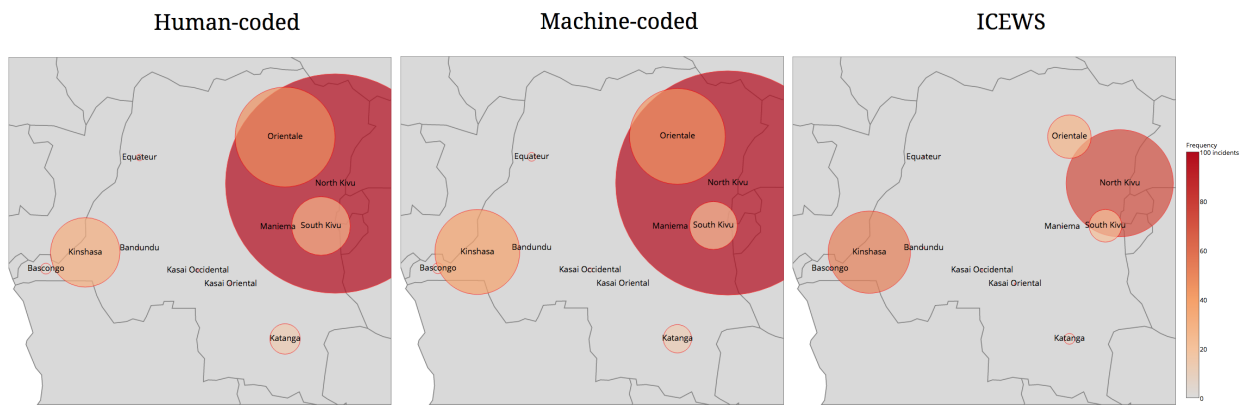 Human-coded
Machine-coded
ICEWS
Orientale
Equateur
North Kivu
Maniema
South Kivu
Kinshasa
Bandundu
Bascongo
Kasai Occidental
Kasai Oriental
Katanga
Orientale
Equateur
North Kivu
Maniema
South Kivu
Kinshasa
Bandundu
Bascongo
Kasai Occidental
Kasai Oriental
Katanga
Orientale
Equateur
North Kivu
Maniema
South Kivu
Kinshasa
Bandundu
Bascongo
Kasai Occidental
Kasai Oriental
Katanga
Frequency
100 incidents
80
60
40
20
0